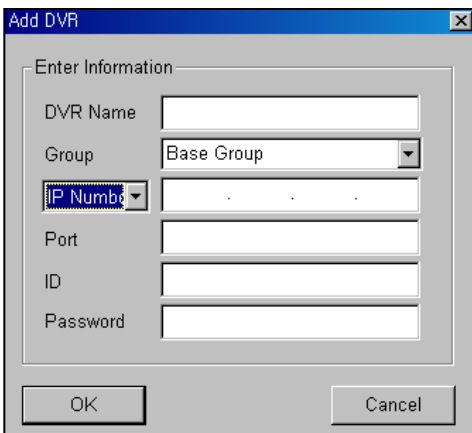 Add DVR
Enter Information
DVR Name
Group Base Group
IP Numbe . . .
Port
ID
Password
OK Cancel